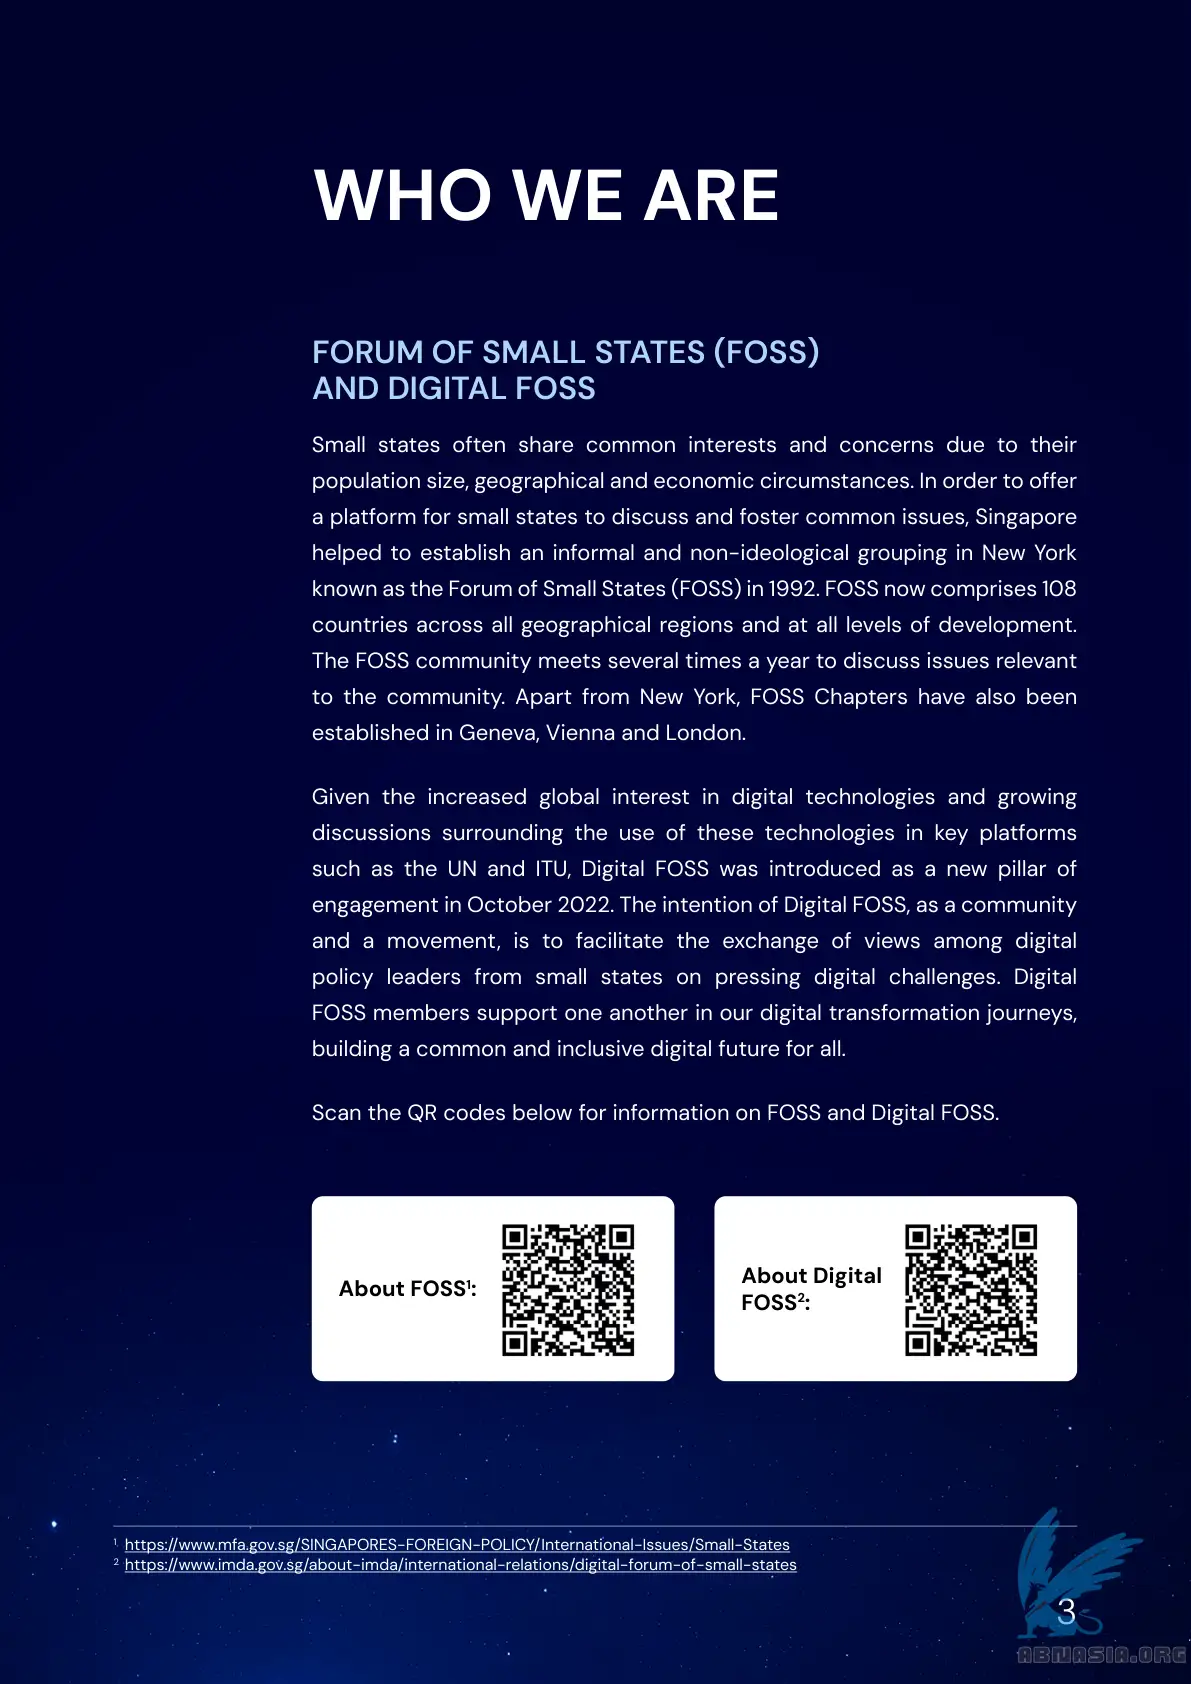 WHO WE ARE
FORUM OF SMALL STATES (FOSS)
AND DIGITAL FOSS
Small states often share common interests and concerns due to their
population size, geographical and economic circumstances. In order to offer
a platform for small states to discuss and foster common issues, Singapore
helped to establish an informal and non-ideological grouping in New York
known as the Forum of Small States (FOSS) in 1992. FOSS now comprises 108
countries across all geographical regions and at all levels of development.
The FOSS community meets several times a year to discuss issues relevant
to the community. Apart from New York, FOSS Chapters have also been
established in Geneva, Vienna and London.
Given the increased global interest in digital technologies and growing
discussions surrounding the use of these technologies in key platforms
such as the UN and ITU, Digital FOSS was introduced as a new pillar of
engagement in October 2022. The intention of Digital FOSS, as a community
and a movement, is to facilitate the exchange of views among digital
policy leaders from small states on pressing digital challenges. Digital
FOSS members support one another in our digital transformation journeys,
building a common and inclusive digital future for all.
Scan the QR codes below for information on FOSS and Digital FOSS.
About FOSS¹:
About Digital
FOSS²:
¹ https://www.mfa.gov.sg/SINGAPORES-FOREIGN-POLICY/International-Issues/Small-States
² https://www.imda.gov.sg/about-imda/international-relations/digital-forum-of-small-states
3
ABNASIA.ORG